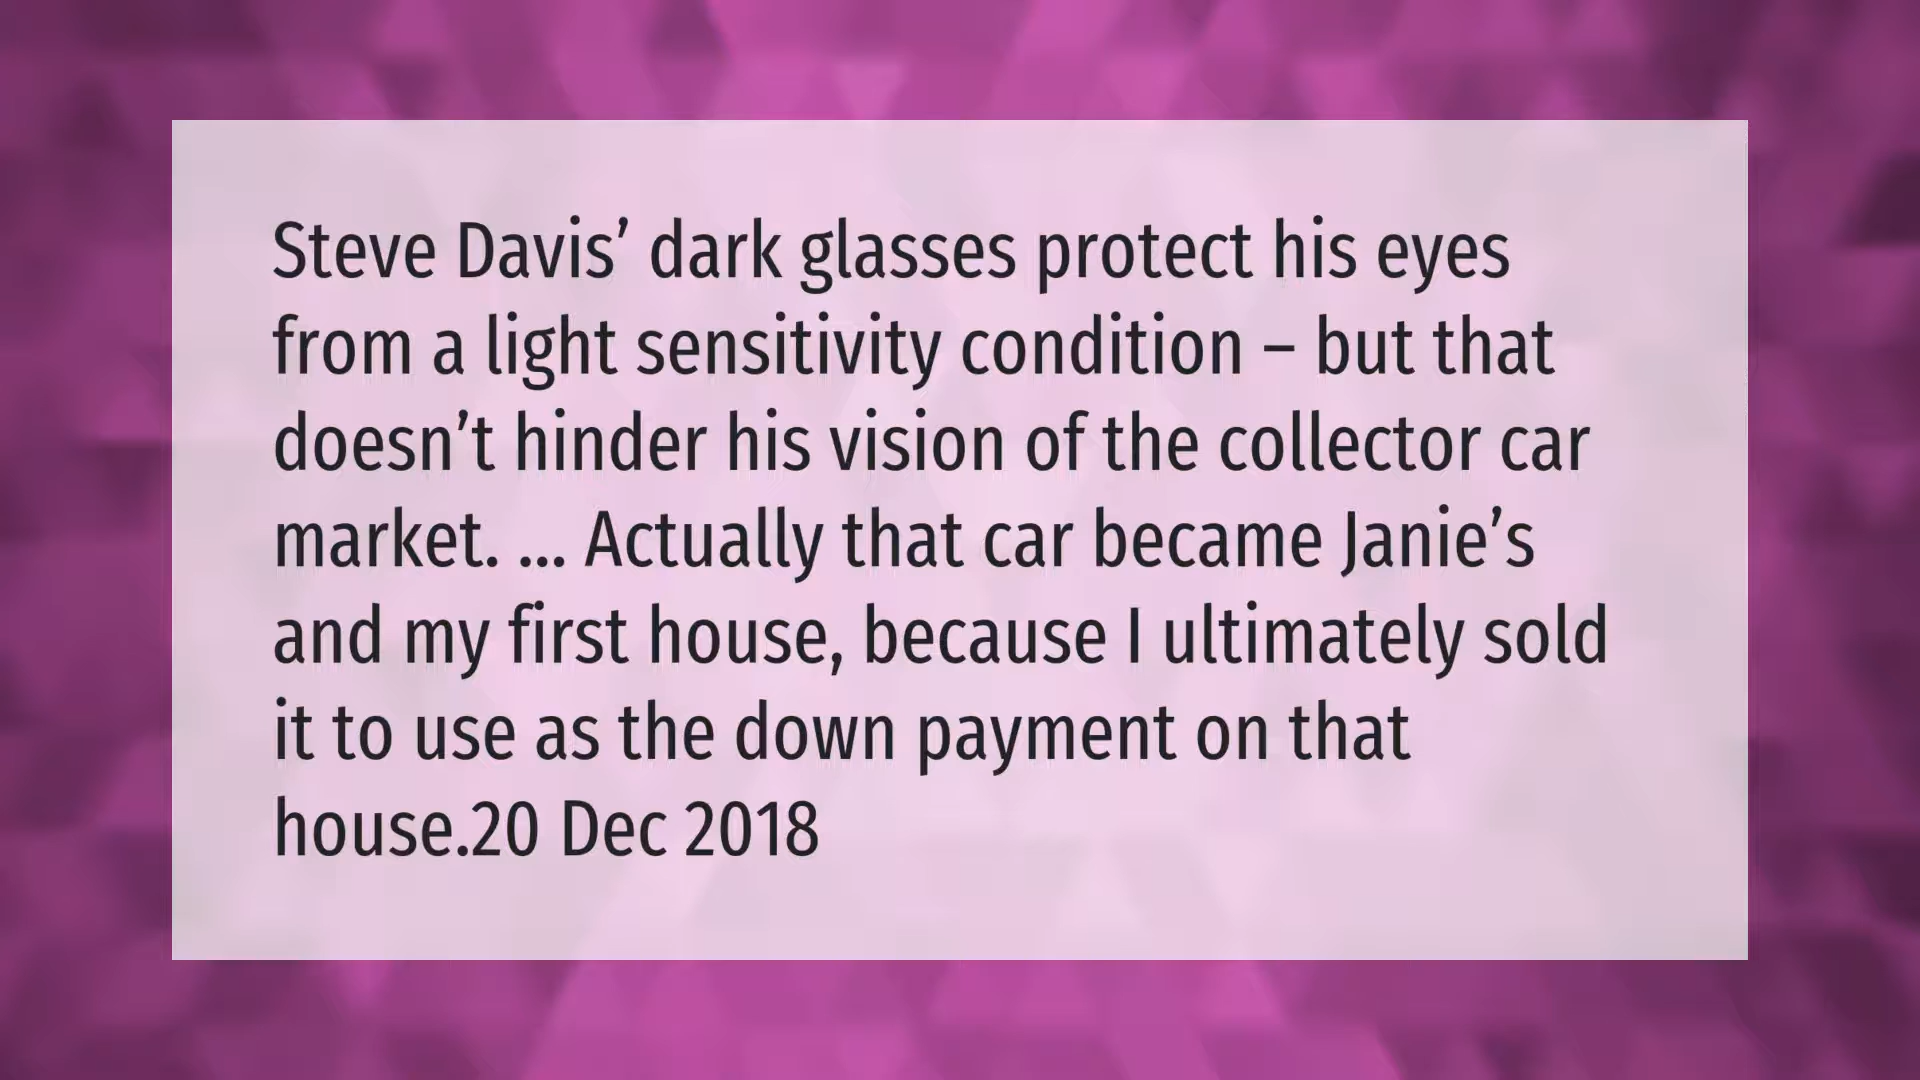 Steve Davis’ dark glasses protect his eyes
from a light sensitivity condition – but that
doesn’t hinder his vision of the collector car
market. ... Actually that car became Janie’s
and my first house, because I ultimately sold
it to use as the down payment on that
house.20 Dec 2018